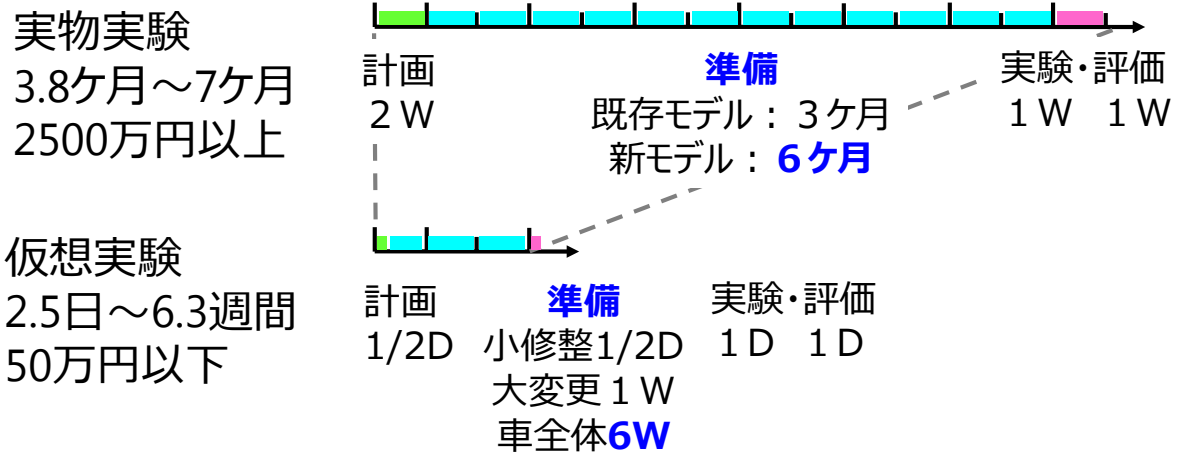 実物実験
3.8ケ月～7ケ月
2500万円以上
計画
２W
準備
既存モデル：３ケ月
新モデル：６ケ月
実験・評価
１W １W
仮想実験
2.5日～6.3週間
50万円以下
計画
1/2D
準備
小修整1/2D
大変更１W
車全体6W
実験・評価
１D １D